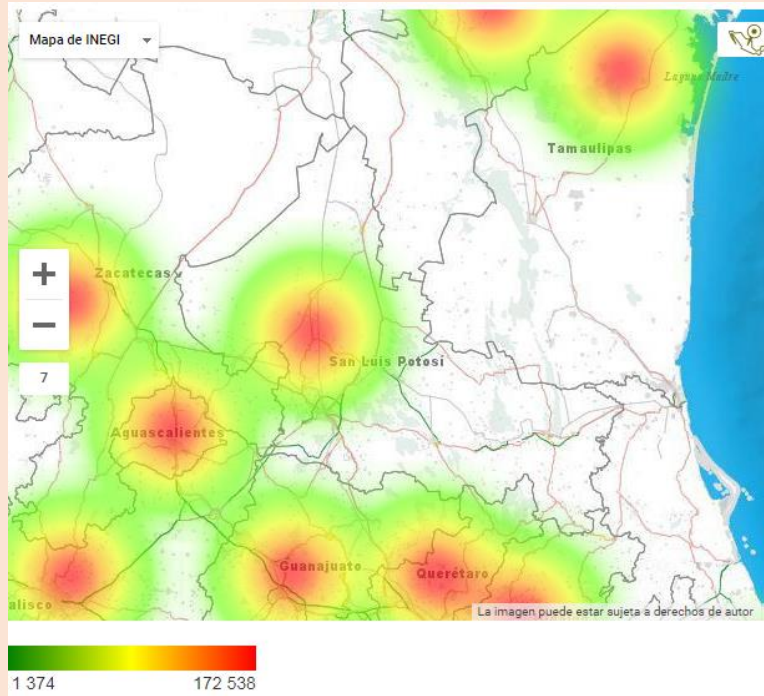 Mapa de INEGI
Laguna Madre
Tamaulipas
+
Zacatecas
−
San Luis Potosí
7
Aguascalientes
Guanajuato
Querétaro
alisco
La imagen puede estar sujeta a derechos de autor
1 374 172 538